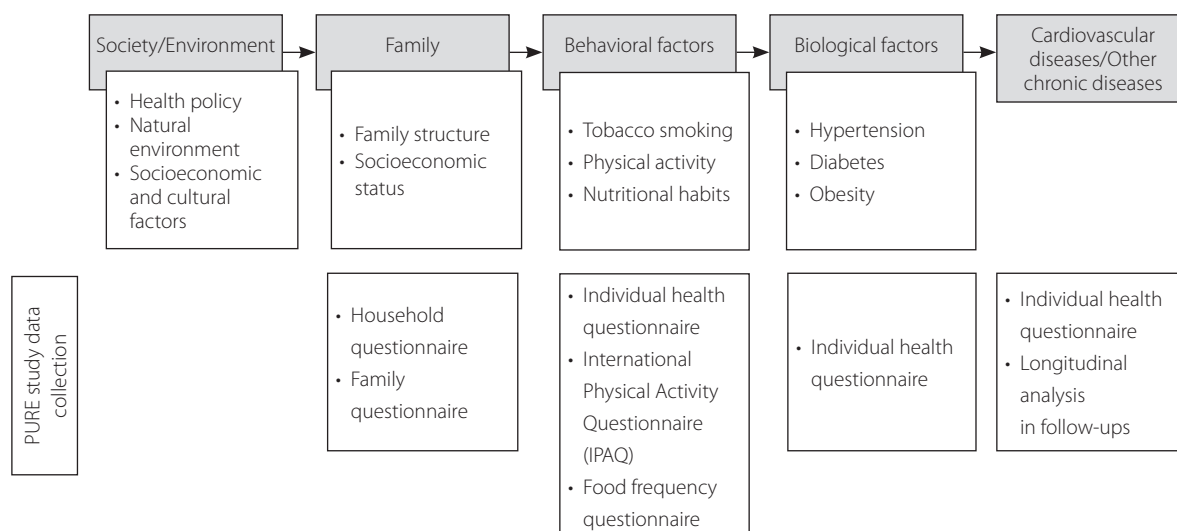 Society/Environment
• Health policy
• Natural
environment
• Socioeconomic
and cultural
factors
Family
• Family structure
• Socioeconomic
status
Behavioral factors
• Tobacco smoking
• Physical activity
• Nutritional habits
Biological factors
• Hypertension
• Diabetes
• Obesity
Cardiovascular
diseases/Other
chronic diseases
PURE study data
collection
• Household
questionnaire
• Family
questionnaire
• Individual health
questionnaire
• International
Physical Activity
Questionnaire
(IPAQ)
• Food frequency
questionnaire
• Individual health
questionnaire
• Individual health
questionnaire
• Longitudinal
analysis
in follow-ups